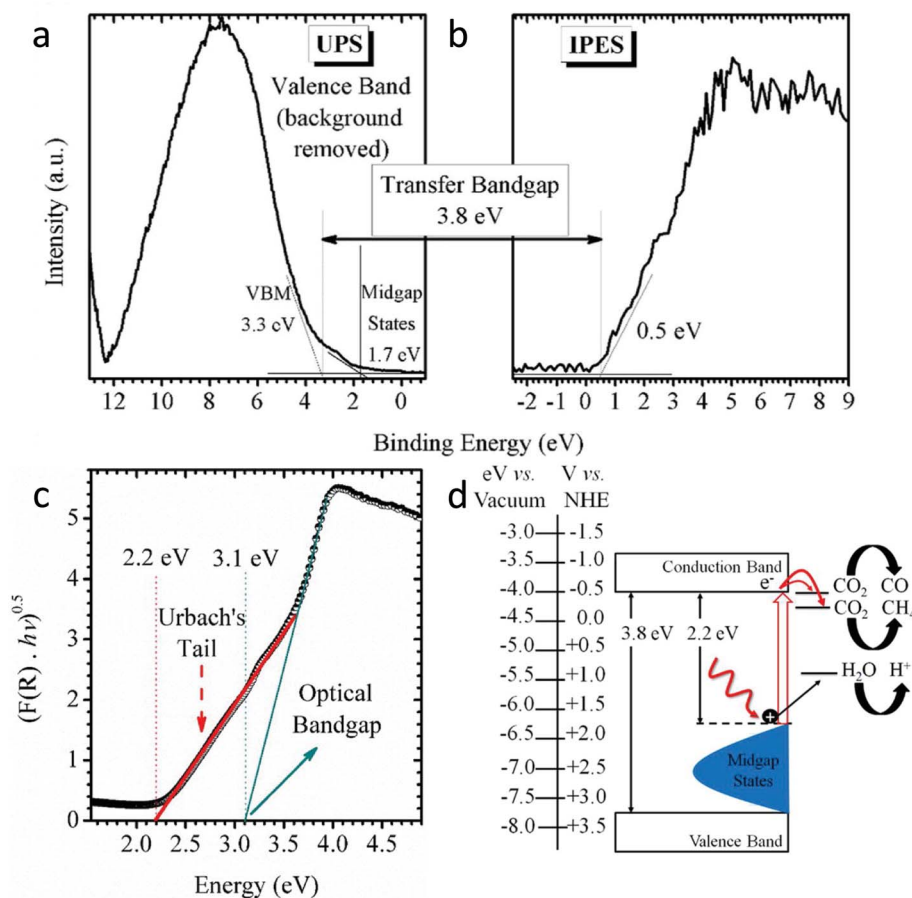 a
UPS
Valence Band
(background
removed)
b
IPES
Transfer Bandgap
3.8 eV
VBM
3.3 eV
Midgap
States
1.7 eV
0.5 eV
Intensity (a.u.)
12 10 8 6 4 2 0
-2 -1 0 1 2 3 4 5 6 7 8 9
Binding Energy (eV)
c
5
4
3
2
1
0
2.2 eV
3.1 eV
Urbach's
Tail
Optical
Bandgap
(F(R) . hν)^0.5
2.0 2.5 3.0 3.5 4.0 4.5
Energy (eV)
d
eV vs.
Vacuum
V vs.
NHE
-3.0 -1.5
-3.5 -1.0
-4.0 -0.5
-4.5 0.0
-5.0 +0.5
-5.5 +1.0
-6.0 +1.5
-6.5 +2.0
-7.0 +2.5
-7.5 +3.0
-8.0 +3.5
Conduction Band
e-
CO2 CO
CO2
3.8 eV
2.2 eV
+
H2O H+
Midgap
States
Valence Band